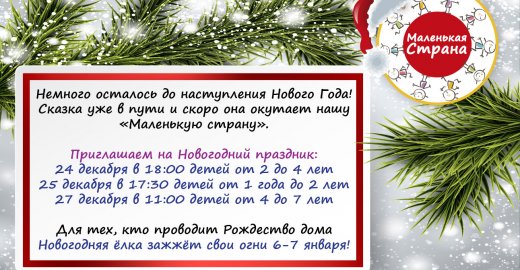 Маленькая
Страна
Немного осталось до наступления Нового Года!
Сказка уже в пути и скоро она окутает нашу
«Маленькую страну».
Приглашаем на Новогодний праздник:
24 декабря в 18:00 детей от 2 до 4 лет
25 декабря в 17:30 детей от 1 года до 2 лет
27 декабря в 11:00 детей от 4 до 7 лет
Для тех, кто проводит Рождество дома
Новогодняя ёлка зажжёт свои огни 6-7 января!